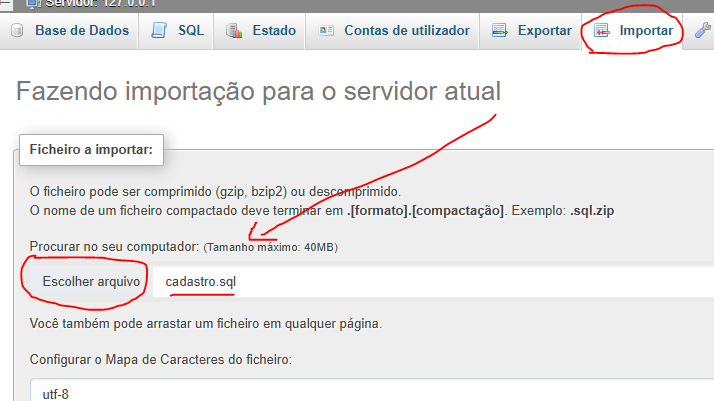 Servidor: 127.0.0.1
Base de Dados SQL Estado Contas de utilizador Exportar Importar
Fazendo importação para o servidor atual
Ficheiro a importar:
O ficheiro pode ser comprimido (gzip, bzip2) ou descomprimido.
O nome de um ficheiro compactado deve terminar em .[formato].[compactação]. Exemplo: .sql.zip
Procurar no seu computador: (Tamanho máximo: 40MB)
Escolher arquivo cadastro.sql
Você também pode arrastar um ficheiro em qualquer página.
Configurar o Mapa de Caracteres do ficheiro:
utf-8